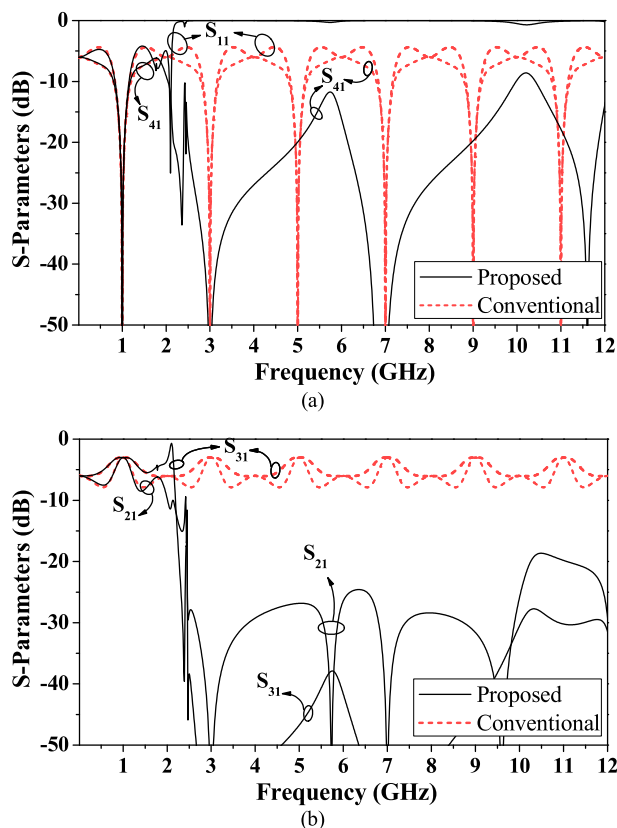 S-Parameters (dB)
0
-10
-20
-30
-40
-50
S11
S41
S41
Proposed
Conventional
1 2 3 4 5 6 7 8 9 10 11 12
Frequency (GHz)
(a)
S-Parameters (dB)
0
-10
-20
-30
-40
-50
S31
S21
S21
S31
Proposed
Conventional
1 2 3 4 5 6 7 8 9 10 11 12
Frequency (GHz)
(b)